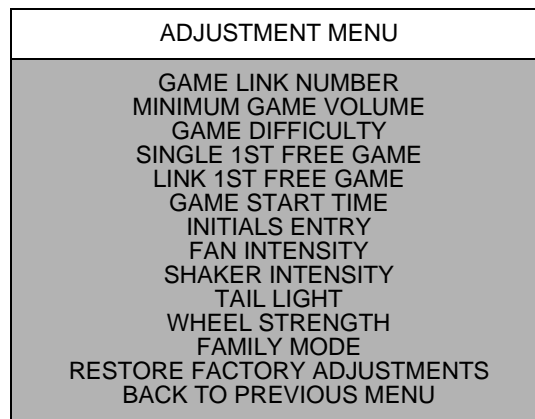 ADJUSTMENT MENU
GAME LINK NUMBER
MINIMUM GAME VOLUME
GAME DIFFICULTY
SINGLE 1ST FREE GAME
LINK 1ST FREE GAME
GAME START TIME
INITIALS ENTRY
FAN INTENSITY
SHAKER INTENSITY
TAIL LIGHT
WHEEL STRENGTH
FAMILY MODE
RESTORE FACTORY ADJUSTMENTS
BACK TO PREVIOUS MENU